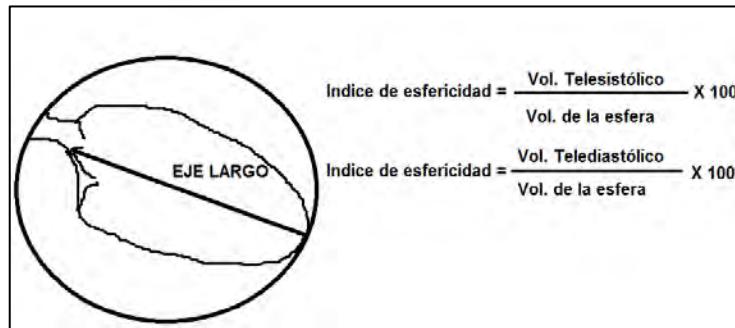 Indice de esfericidad = Vol. Telesistólico / Vol. de la esfera X 100
EJE LARGO
Indice de esfericidad = Vol. Telediastólico / Vol. de la esfera X 100